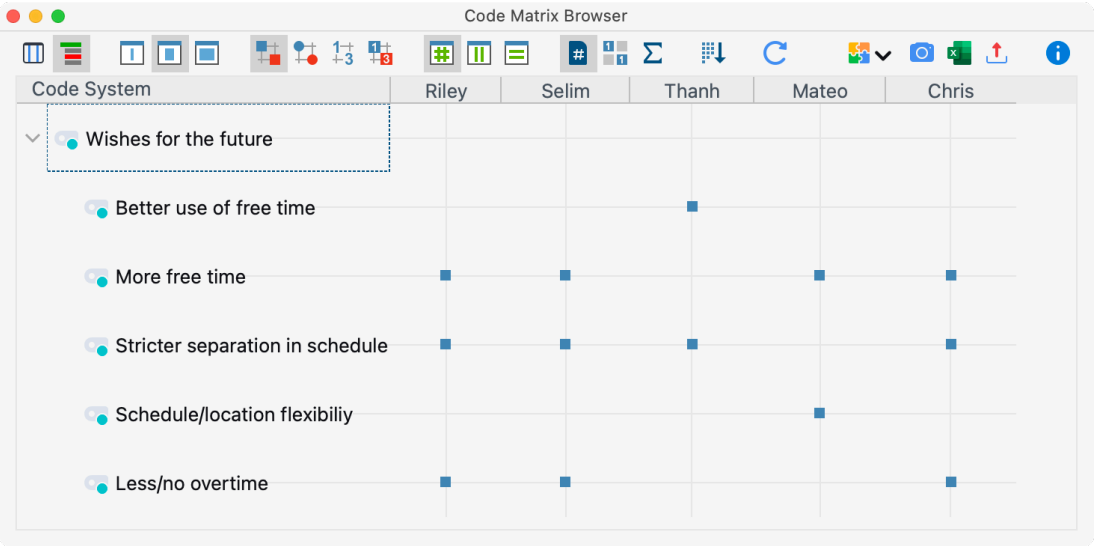 Code Matrix Browser
Code System Riley Selim Thanh Mateo Chris
Wishes for the future
Better use of free time
More free time
Stricter separation in schedule
Schedule/location flexibiliy
Less/no overtime